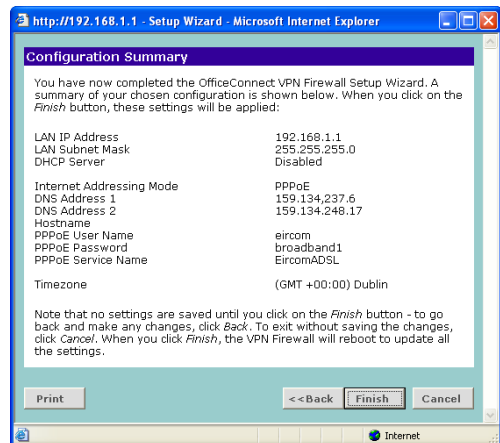 http://192.168.1.1 - Setup Wizard - Microsoft Internet Explorer
Configuration Summary
You have now completed the OfficeConnect VPN Firewall Setup Wizard. A
summary of your chosen configuration is shown below. When you click on the
Finish button, these settings will be applied:
LAN IP Address 192.168.1.1
LAN Subnet Mask 255.255.255.0
DHCP Server Disabled
Internet Addressing Mode PPPoE
DNS Address 1 159.134,237.6
DNS Address 2 159.134.248.17
Hostname
PPPoE User Name eircom
PPPoE Password broadband1
PPPoE Service Name EircomADSL
Timezone (GMT +00:00) Dublin
Note that no settings are saved until you click on the Finish button - to go
back and make any changes, click Back. To exit without saving the changes,
click Cancel. When you click Finish, the VPN Firewall will reboot to update all
the settings.
Print <<Back Finish Cancel
Internet